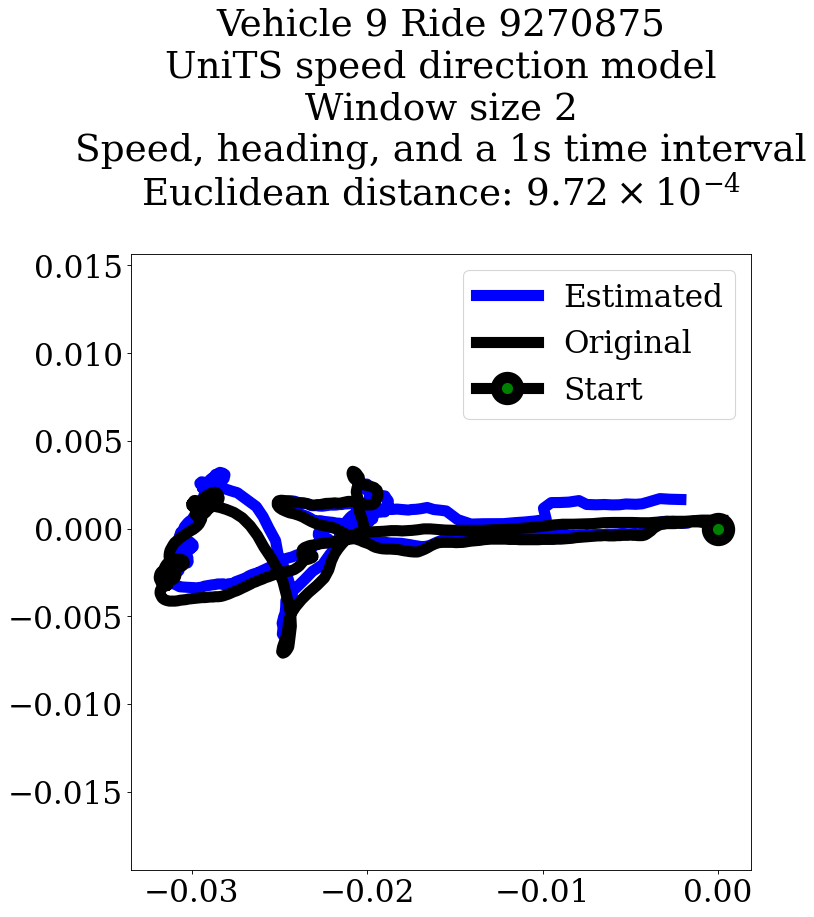 Vehicle 9 Ride 9270875
UniTS speed direction model
Window size 2
Speed, heading, and a 1s time interval
Euclidean distance: 9.72 × 10⁻⁴
0.015
Estimated
Original
Start
0.010
0.005
0.000
−0.005
−0.010
−0.015
−0.03 −0.02 −0.01 0.00